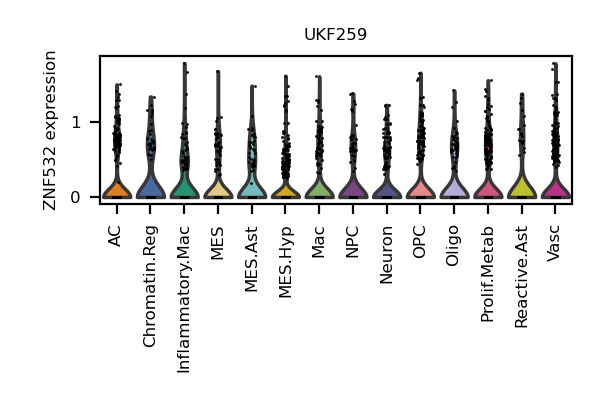 UKF259
ZNF532 expression
1
0
AC
Chromatin.Reg
Inflammatory.Mac
MES
MES.Ast
MES.Hyp
Mac
NPC
Neuron
OPC
Oligo
Prolif.Metab
Reactive.Ast
Vasc